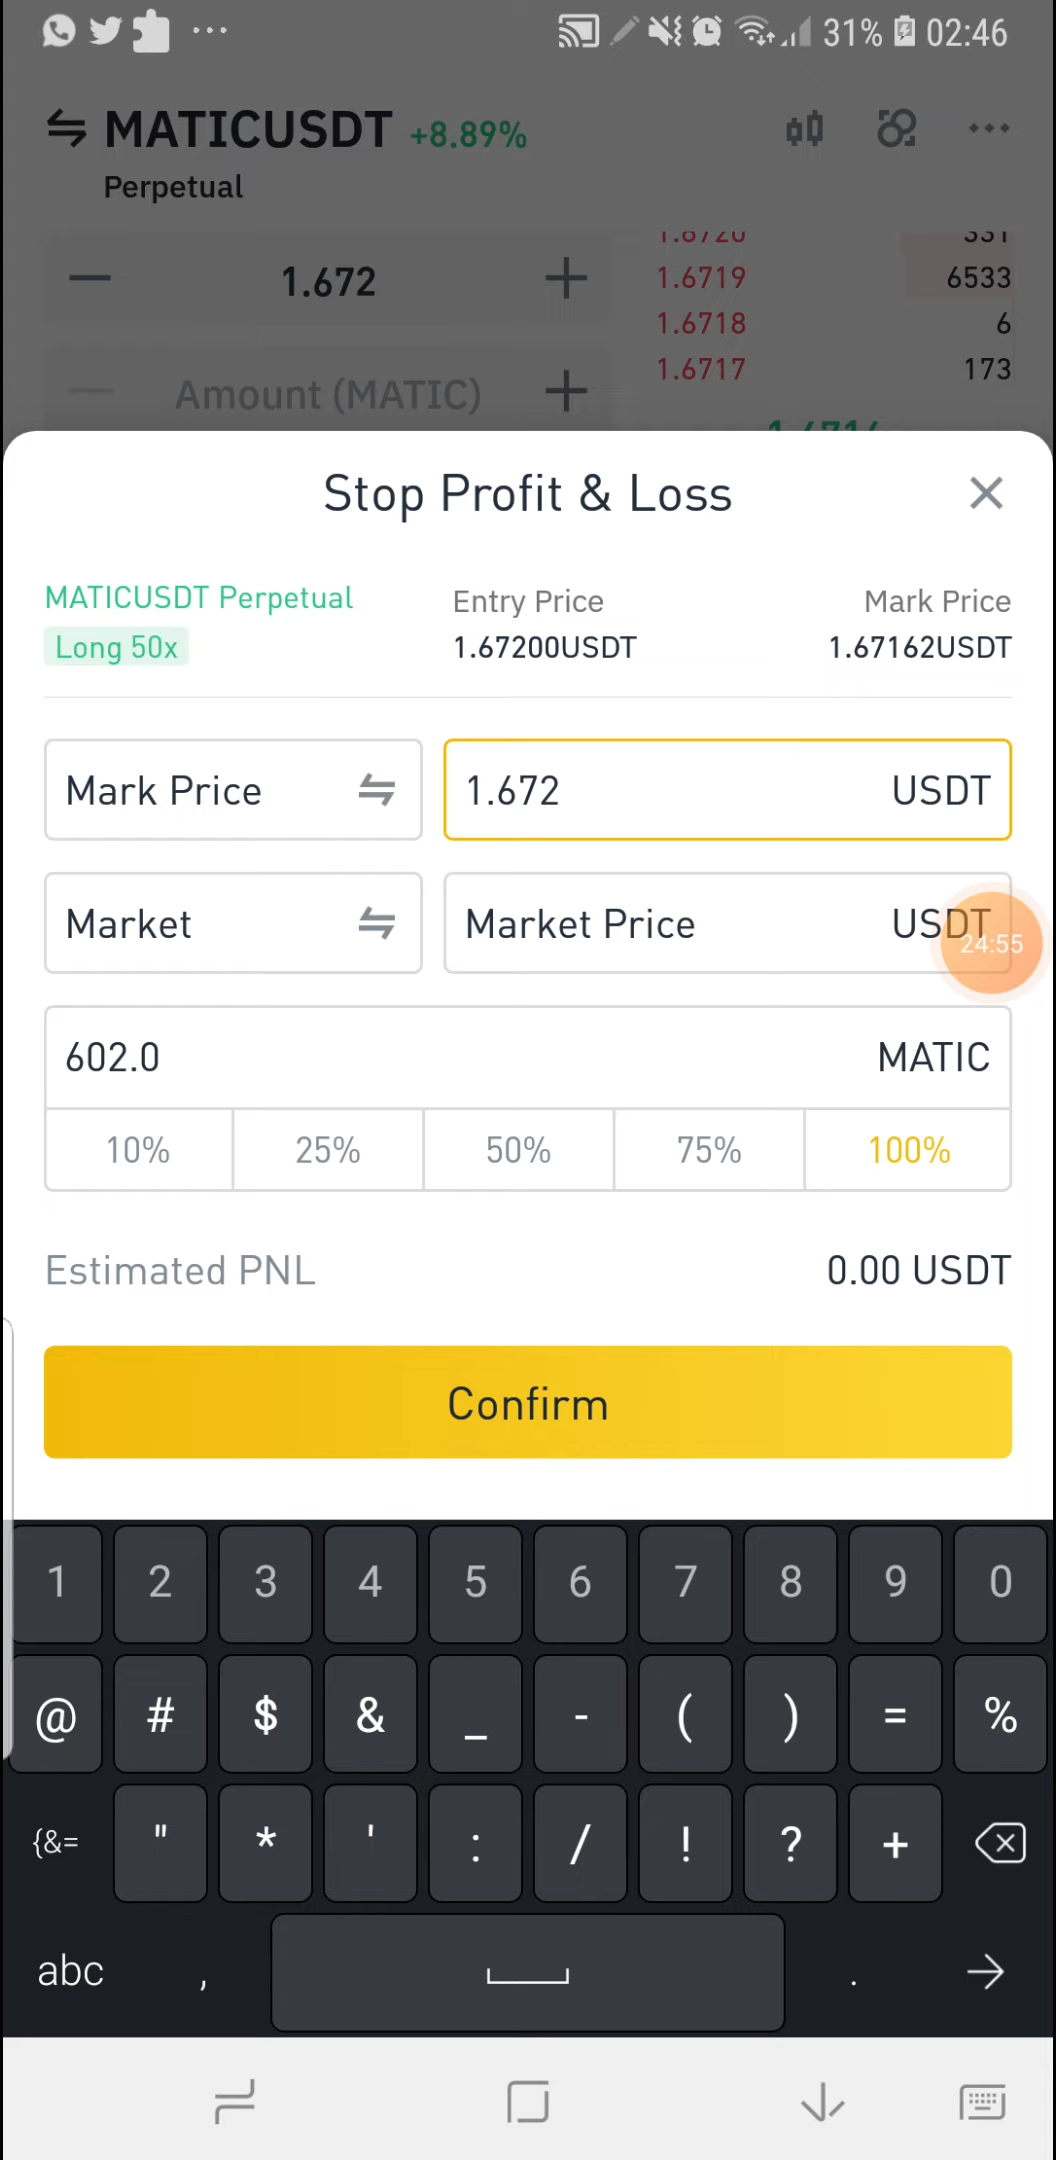 31% 02:46
MATICUSDT +8.89%
Perpetual
1.6720 331
1.672
1.6719 6533
1.6718 6
1.6717 173
Amount (MATIC)
Stop Profit & Loss
MATICUSDT Perpetual Entry Price Mark Price
Long 50x 1.67200USDT 1.67162USDT
Mark Price 1.672 USDT
Market Market Price USDT
24:55
602.0 MATIC
10% 25% 50% 75% 100%
Estimated PNL 0.00 USDT
Confirm
1 2 3 4 5 6 7 8 9 0
@ # $ & _ - ( ) = %
{&= " * ' : / ! ? +
abc , .